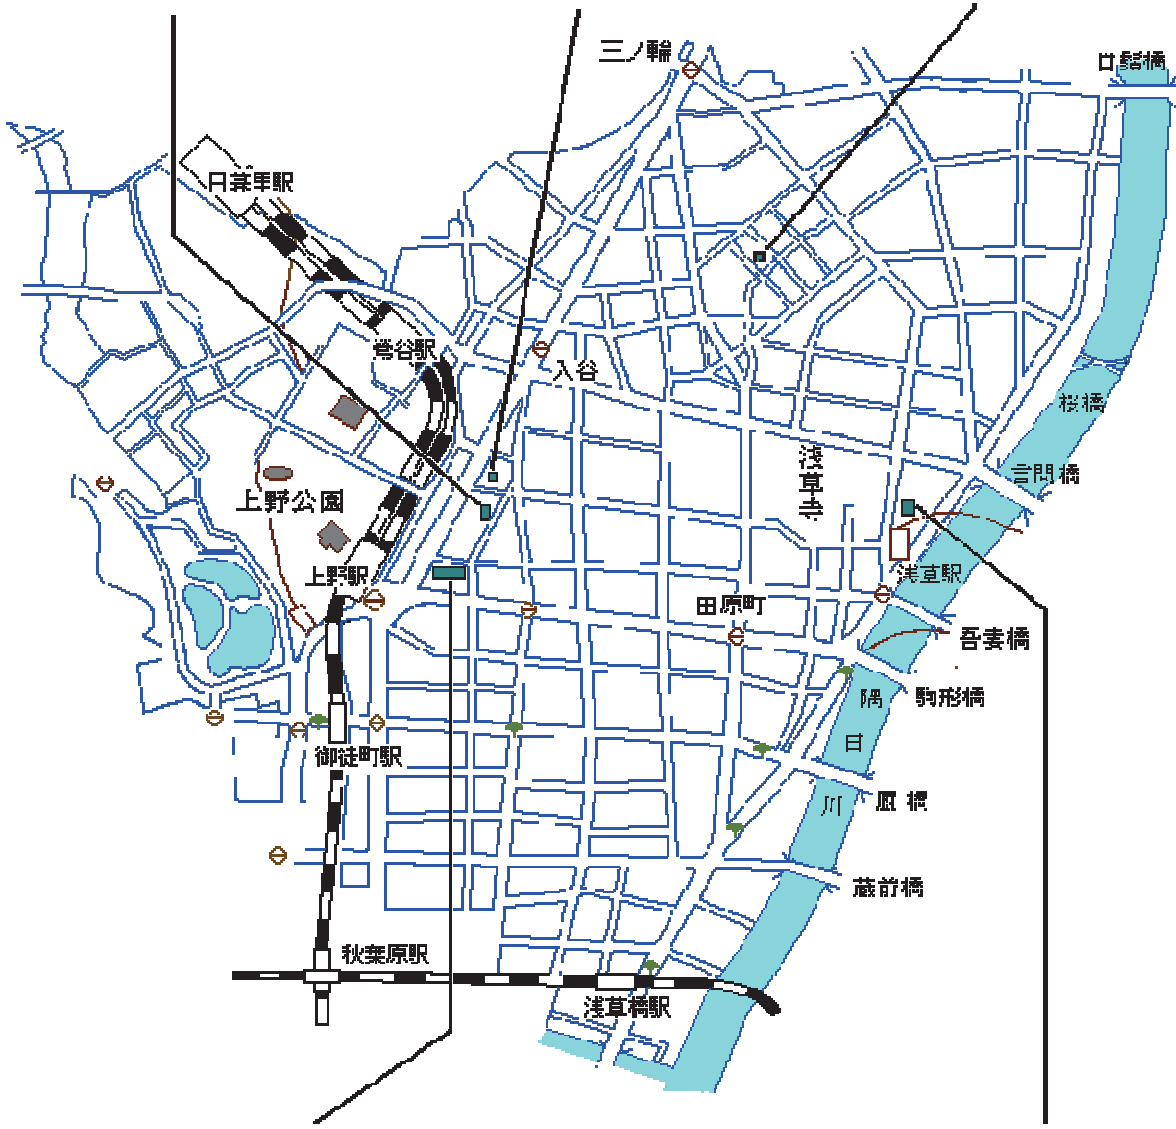 三ノ輪
日暮里駅
鶯谷駅
入谷
桜橋
浅草寺
言問橋
上野公園
上野駅
浅草駅
田原町
吾妻橋
駒形橋
隅田川
御徒町駅
厩橋
蔵前橋
秋葉原駅
浅草橋駅